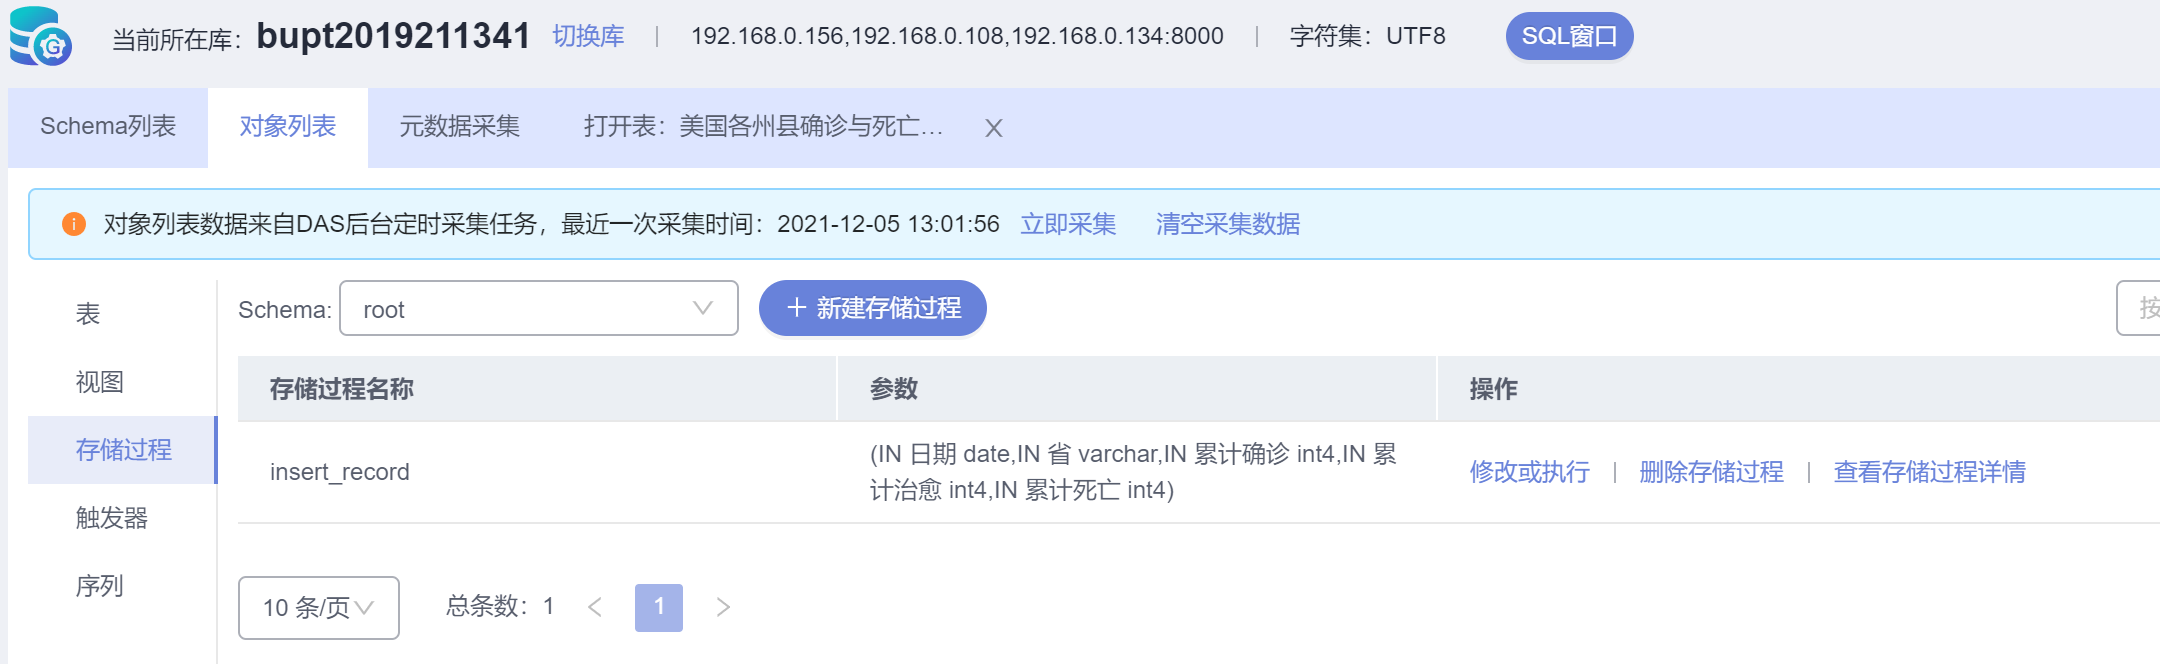 当前所在库：bupt2019211341 切换库 | 192.168.0.156,192.168.0.108,192.168.0.134:8000 | 字符集：UTF8 SQL窗口
Schema列表 对象列表 元数据采集 打开表：美国各州县确诊与死亡... X
对象列表数据来自DAS后台定时采集任务，最近一次采集时间：2021-12-05 13:01:56 立即采集 清空采集数据
表
视图
存储过程
触发器
序列
Schema: root + 新建存储过程 按
存储过程名称 参数 操作
insert_record (IN 日期 date,IN 省 varchar,IN 累计确诊 int4,IN 累
计治愈 int4,IN 累计死亡 int4) 修改或执行 | 删除存储过程 | 查看存储过程详情
10 条/页 总条数：1 < 1 >